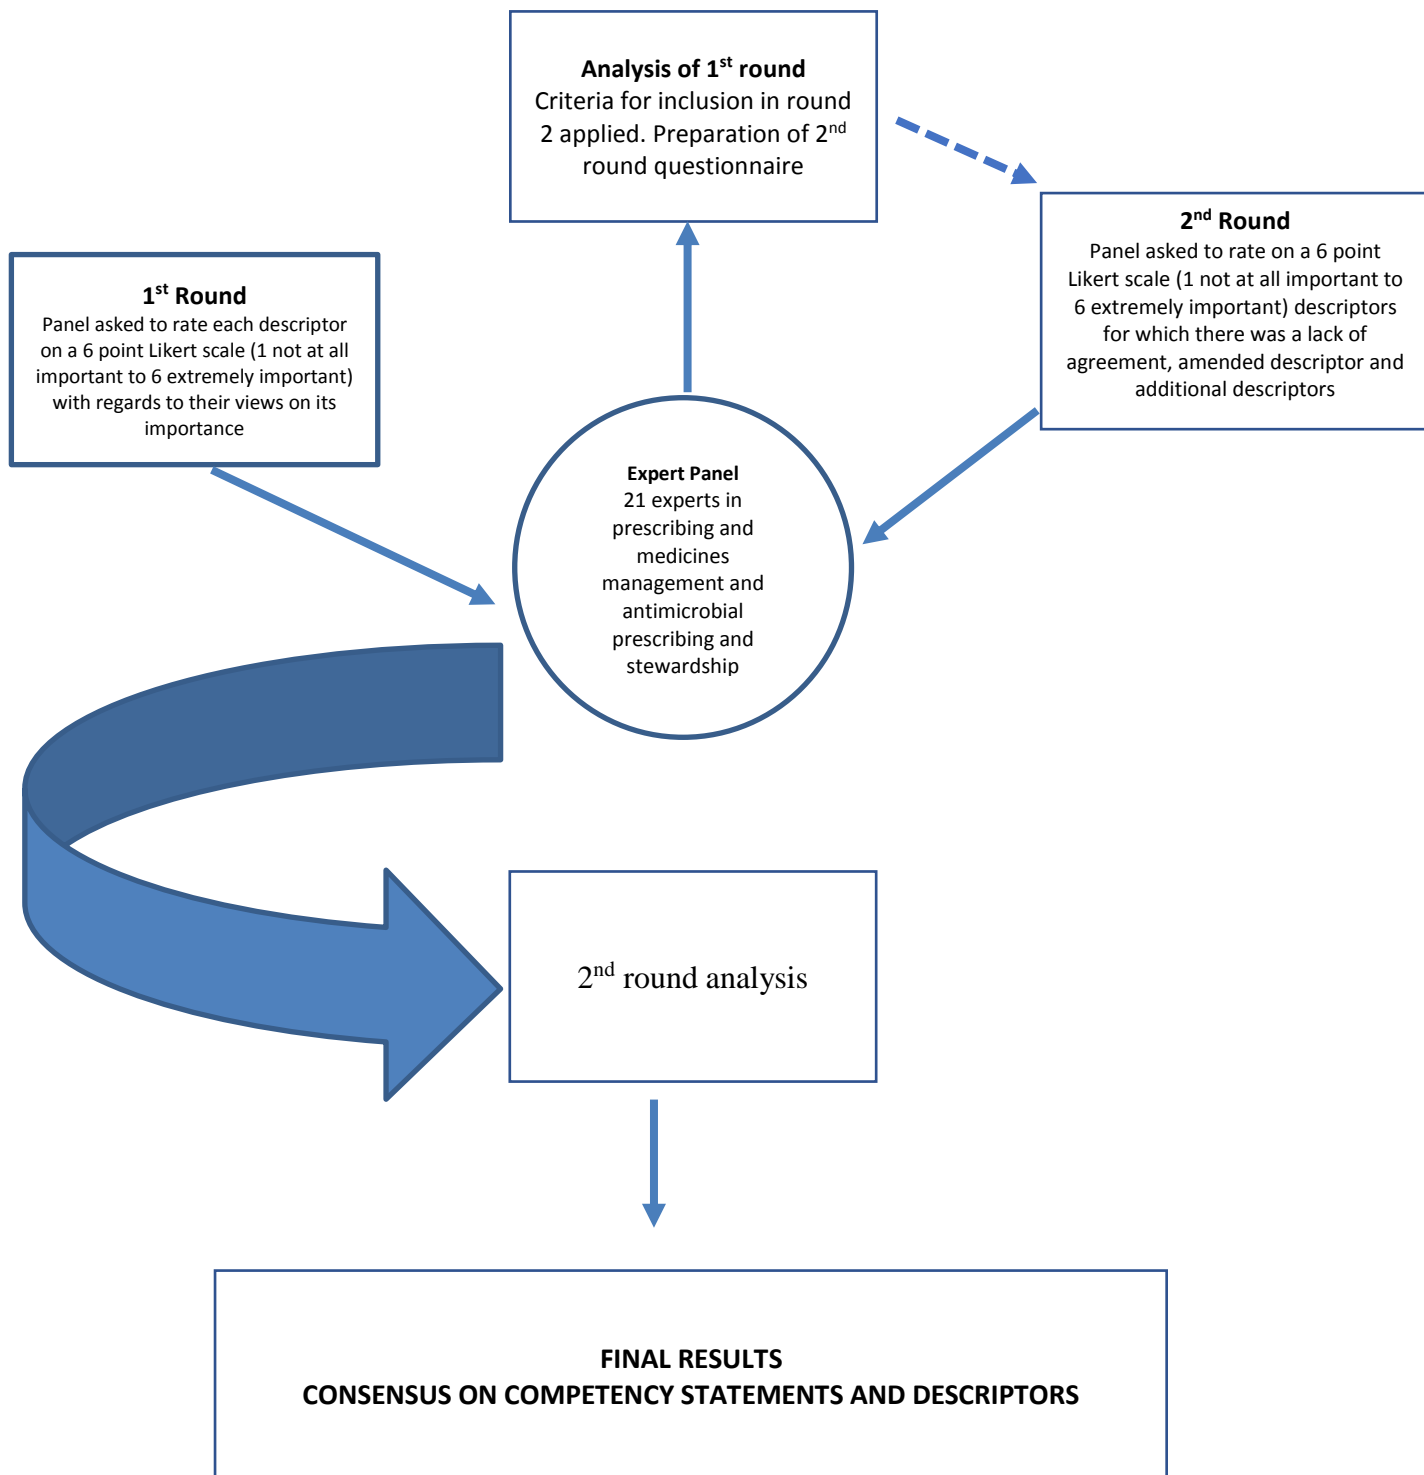 Analysis of 1st round
Criteria for inclusion in round
2 applied. Preparation of 2nd
round questionnaire
1st Round
Panel asked to rate each descriptor
on a 6 point Likert scale (1 not at all
important to 6 extremely important)
with regards to their views on its
importance
2nd Round
Panel asked to rate on a 6 point
Likert scale (1 not at all important to
6 extremely important) descriptors
for which there was a lack of
agreement, amended descriptor and
additional descriptors
Expert Panel
21 experts in
prescribing and
medicines
management and
antimicrobial
prescribing and
stewardship
2nd round analysis
FINAL RESULTS
CONSENSUS ON COMPETENCY STATEMENTS AND DESCRIPTORS